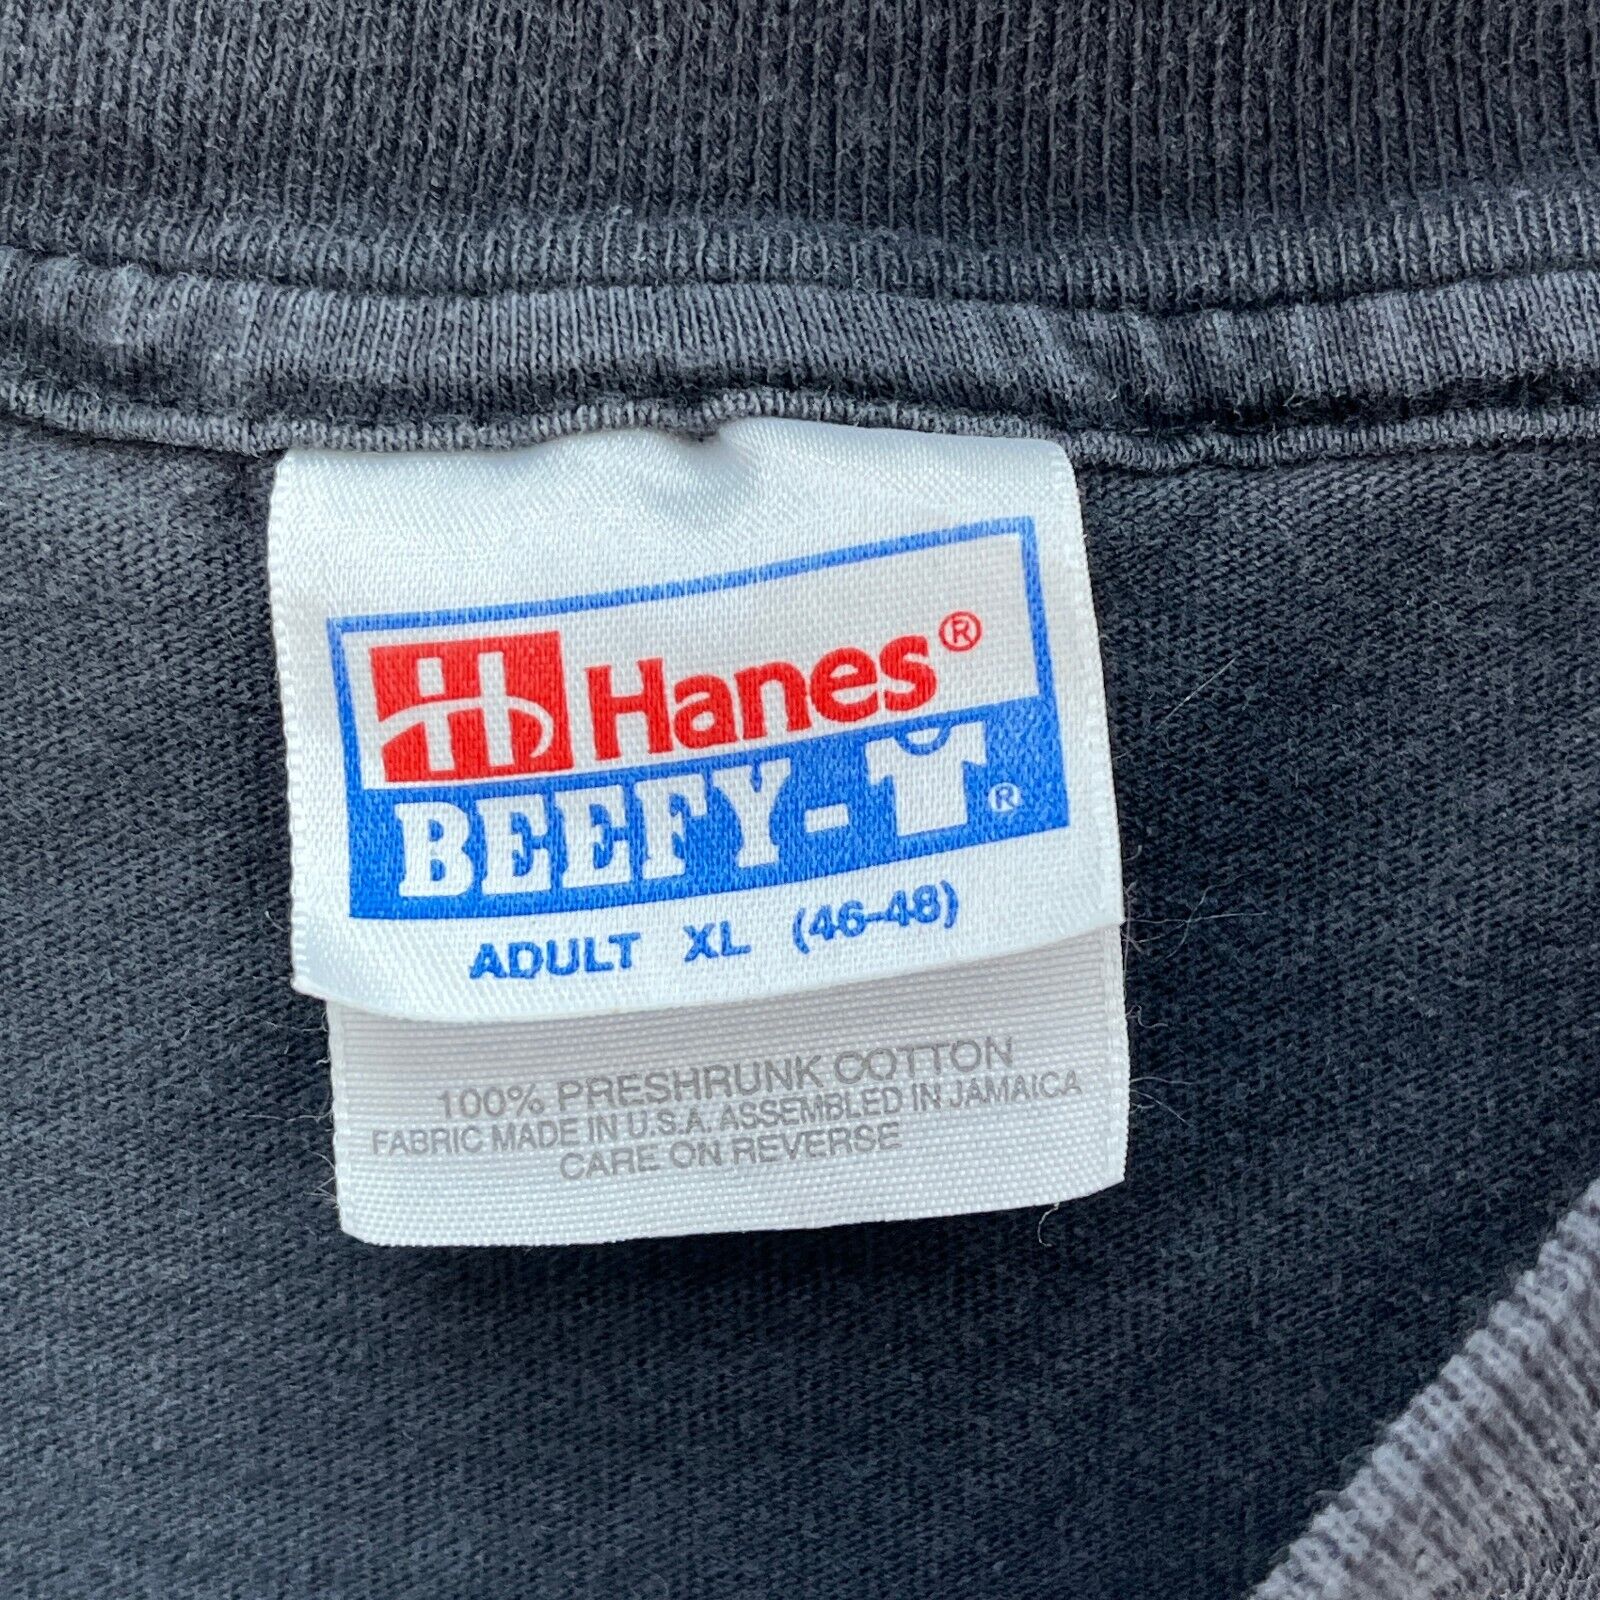 Hanes®
BEEFY-T®
ADULT XL (46-48)
100% PRESHRUNK COTTON
FABRIC MADE IN U.S.A. ASSEMBLED IN JAMAICA
CARE ON REVERSE